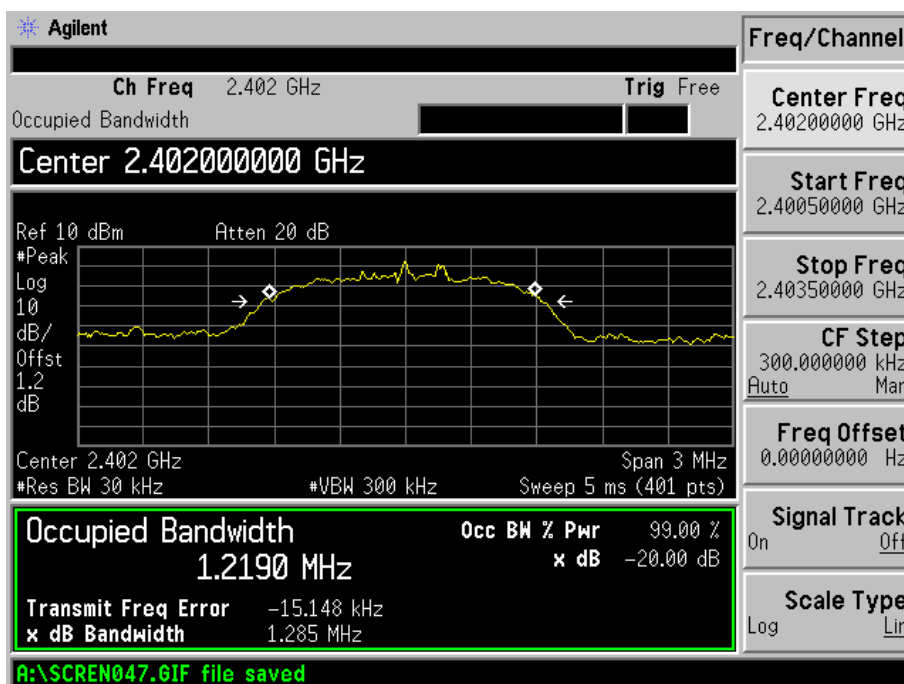 Agilent
Ch Freq 2.402 GHz Trig Free
Occupied Bandwidth
Center 2.402000000 GHz
Ref 10 dBm Atten 20 dB
#Peak
Log
10
dB/
Offst
1.2
dB
Center 2.402 GHz Span 3 MHz
#Res BW 30 kHz #VBW 300 kHz Sweep 5 ms (401 pts)
Occupied Bandwidth Occ BW % Pwr 99.00 %
1.2190 MHz x dB -20.00 dB
Transmit Freq Error -15.148 kHz
x dB Bandwidth 1.285 MHz
A:\SCREN047.GIF file saved
Freq/Channel
Center Freq
2.40200000 GHz
Start Freq
2.40050000 GHz
Stop Freq
2.40350000 GHz
CF Step
300.000000 kHz
Auto Man
Freq Offset
0.00000000 Hz
Signal Track
On Off
Scale Type
Log Lin